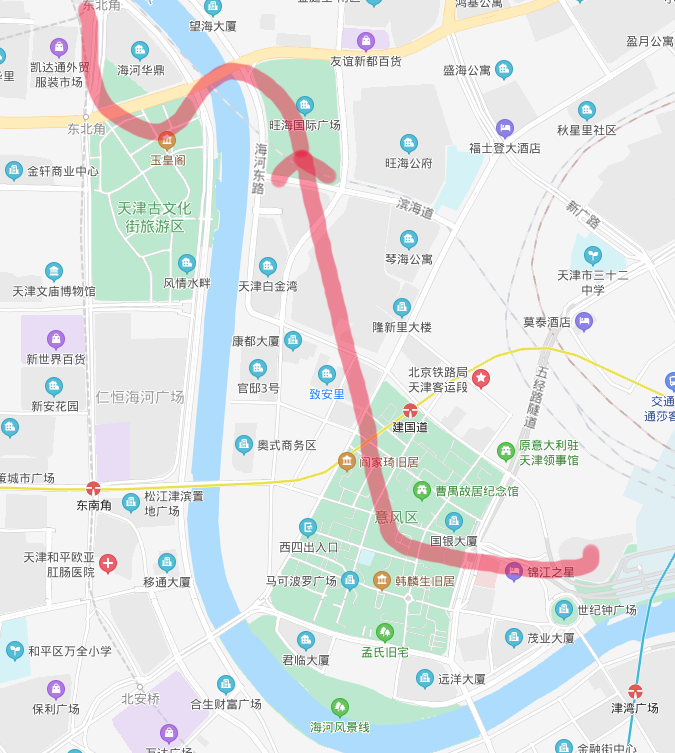 东北角
望海大厦
鸿基公寓
凯达通外贸
服装市场
海河华鼎
友谊新都百货
盛海公寓
盈月公寓
东北角
旺海国际广场
玉皇阁
金轩商业中心
海河东路
旺海公府
福士登大酒店
秋星里社区
天津古文化
街旅游区
滨海道
新广路
天津文庙博物馆
风情水畔
天津白金湾
琴海公寓
天津市三十二
中学
新世界百货
康都大厦
隆新里大楼
莫泰酒店
新安花园
仁恒海河广场
官邸3号
致安里
北京铁路局
天津客运段
五经路隧道
建国道
奥式商务区
阎家琦旧居
原意大利驻
天津领事馆
策城市广场
东南角
松江津滨置
地广场
曹禺故居纪念馆
意风区
国银大厦
西四出入口
天津和平欧亚
肛肠医院
移通大厦
马可波罗广场
韩麟生旧居
锦江之星
世纪钟广场
和平区万全小学
君临大厦
孟氏旧宅
茂业大厦
保利广场
北安桥
合生财富广场
远洋大厦
津湾广场
海河风景线
万达广场
金融街中心